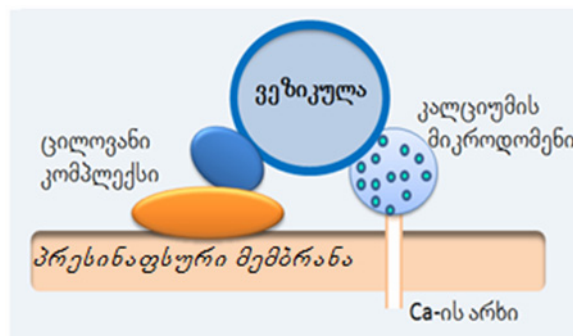 ვეზიკულა
ცილოვანი
კომპლექსი
კალციუმის
მიკროდომენი
პრესინაფსური მემბრანა
Ca-ის არხი